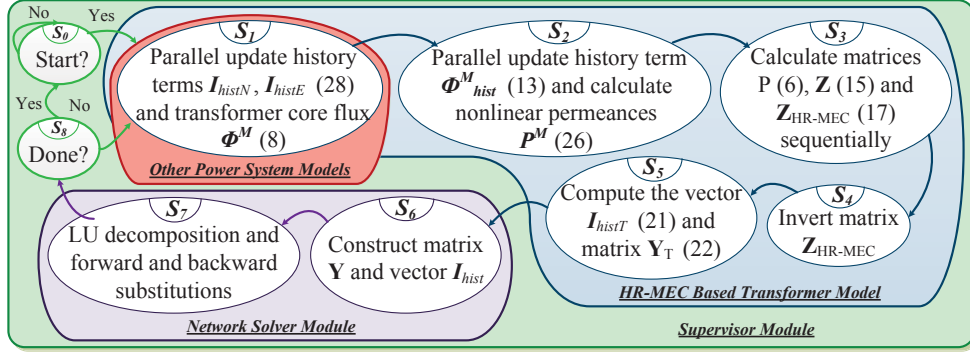 No
Yes
S0
Start?
Yes
No
S8
Done?
S1
Parallel update history
terms IhistN , IhistE (28)
and transformer core flux
ΦM (8)
Other Power System Models
S2
Parallel update history term
ΦMhist (13) and calculate
nonlinear permeances
PM (26)
S3
Calculate matrices
P (6), Z (15) and
ZHR-MEC (17)
sequentially
S4
Invert matrix
ZHR-MEC
S5
Compute the vector
IhistT (21) and
matrix YT (22)
HR-MEC Based Transformer Model
S6
Construct matrix
Y and vector Ihist
S7
LU decomposition and
forward and backward
substitutions
Network Solver Module
Supervisor Module